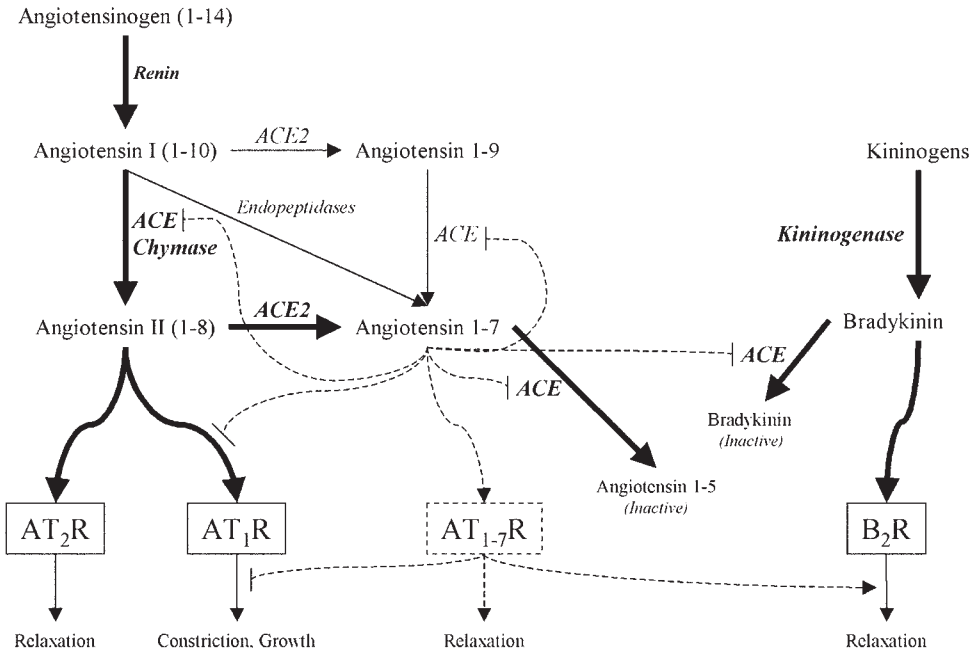 Angiotensinogen (1-14)
Renin
Angiotensin I (1-10)
ACE2
Angiotensin 1-9
Kininogens
Endopeptidases
ACE
Chymase
ACE
Kininogenase
Angiotensin II (1-8)
ACE2
Angiotensin 1-7
Bradykinin
ACE
ACE
Bradykinin
(Inactive)
Angiotensin 1-5
(Inactive)
AT₂R
AT₁R
AT₁₋₇R
B₂R
Relaxation
Constriction, Growth
Relaxation
Relaxation